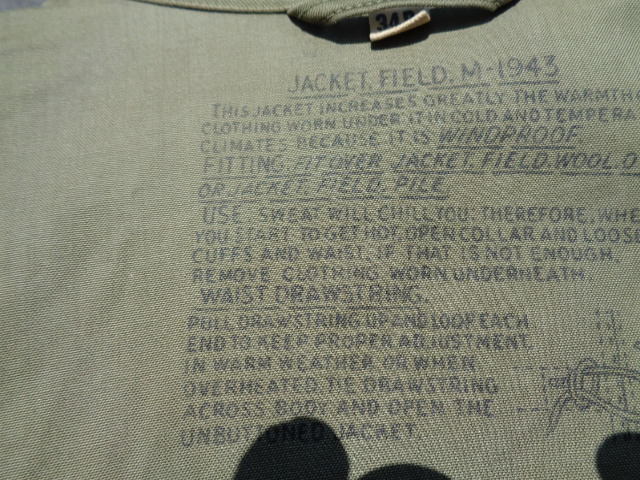 34R
JACKET, FIELD, M-1943
THIS JACKET INCREASES GREATLY THE WARMTH
CLOTHING WORN UNDER IT IN COLD AND TEMPERA
CLIMATES BECAUSE IT IS WINDPROOF.
FITTING. FIT OVER JACKET, FIELD, WOOL O
OR JACKET, FIELD, PILE
USE. SWEAT WILL CHILL YOU; THEREFORE, WHE
YOU START TO GET HOT, OPEN COLLAR AND LOOS
CUFFS AND WAIST. IF THAT IS NOT ENOUGH,
REMOVE CLOTHING WORN UNDERNEATH.
WAIST DRAWSTRING.
PULL DRAWSTRING UP AND LOOP EACH
END TO KEEP PROPER ADJUSTMENT.
IN WARM WEATHER OR WHEN
OVERHEATED, TIE DRAWSTRING
ACROSS BODY AND OPEN THE
UNBUTTONED JACKET.